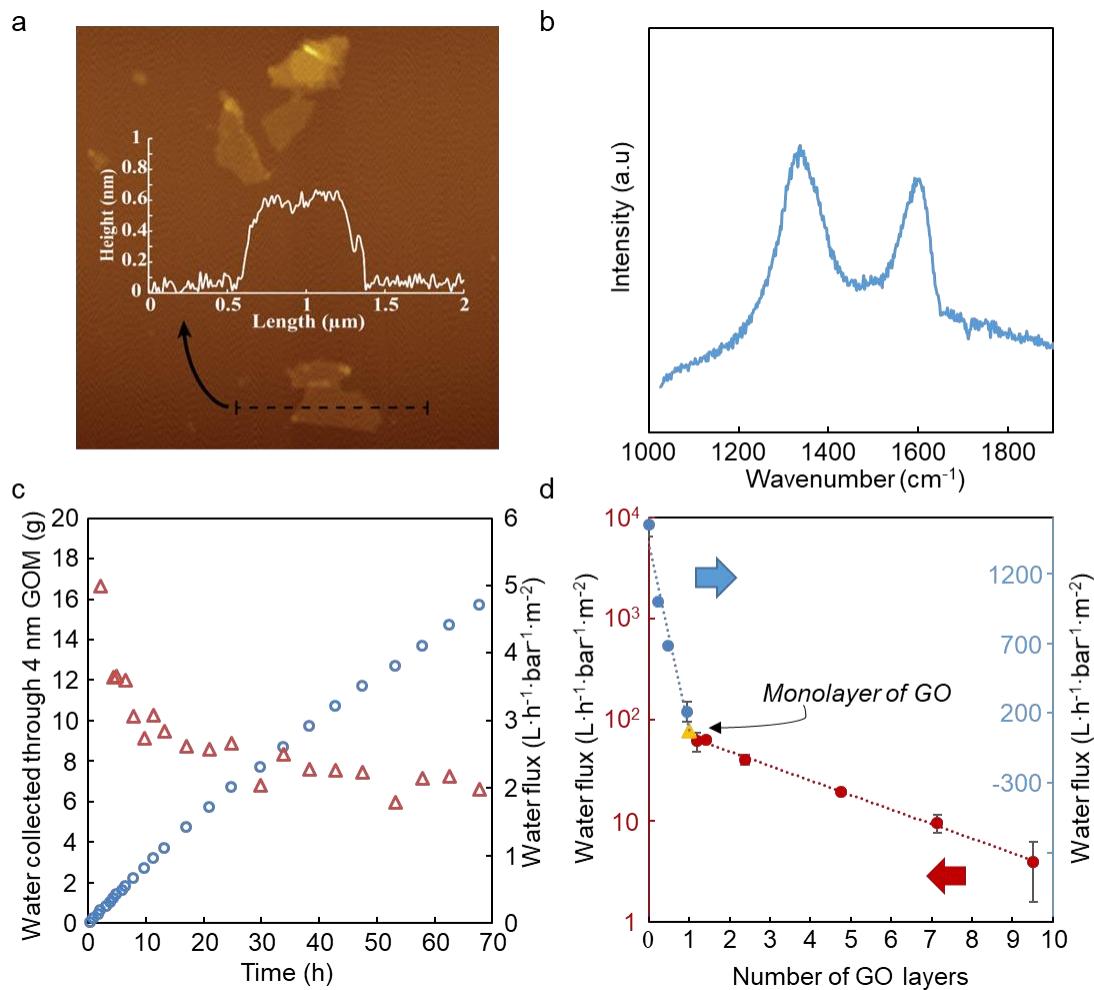 a
1
0.8
0.6
0.4
0.2
0
Height (nm)
0 0.5 1 1.5 2
Length (µm)
b
Intensity (a.u)
1000 1200 1400 1600 1800
Wavenumber (cm⁻¹)
c
Water collected through 4 nm GOM (g)
20
18
16
14
12
10
8
6
4
2
0
6
5
4
3
2
1
0
Water flux (L·h⁻¹·bar⁻¹·m⁻²)
0 10 20 30 40 50 60 70
Time (h)
d
Water flux (L·h⁻¹·bar⁻¹·m⁻²)
10⁴
10³
10²
10
1
Monolayer of GO
1200
700
200
-300
Water flux (L·h⁻¹·bar⁻¹·m⁻²)
0 1 2 3 4 5 6 7 8 9 10
Number of GO layers